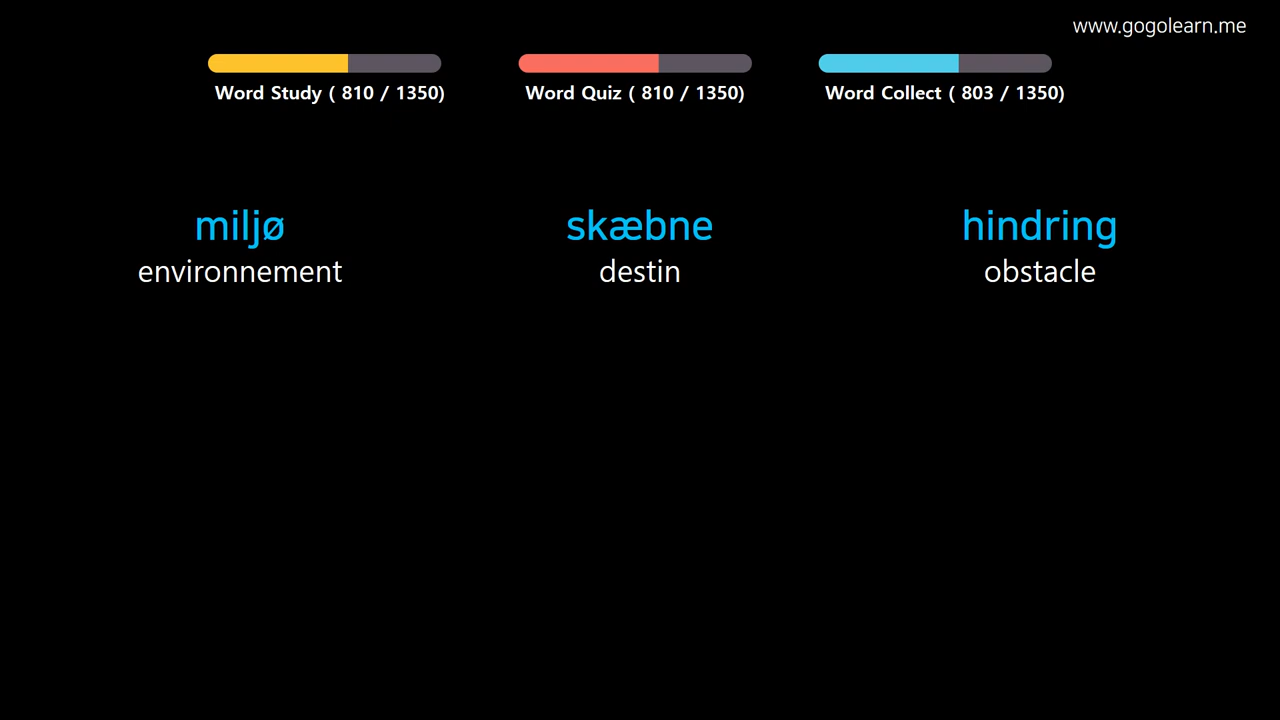 www.gogolearn.me
Word Study ( 810 / 1350)
Word Quiz ( 810 / 1350)
Word Collect ( 803 / 1350)
miljø
environnement
skæbne
destin
hindring
obstacle